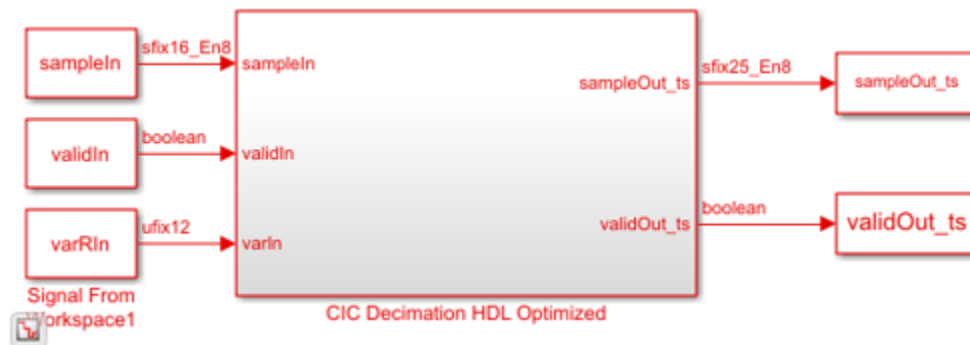 sampleIn
sfix16_En8
sampleIn
sampleOut_ts
sfix25_En8
sampleOut_ts
validIn
boolean
validIn
varRIn
ufix12
varIn
validOut_ts
boolean
validOut_ts
Signal From
Workspace1
CIC Decimation HDL Optimized